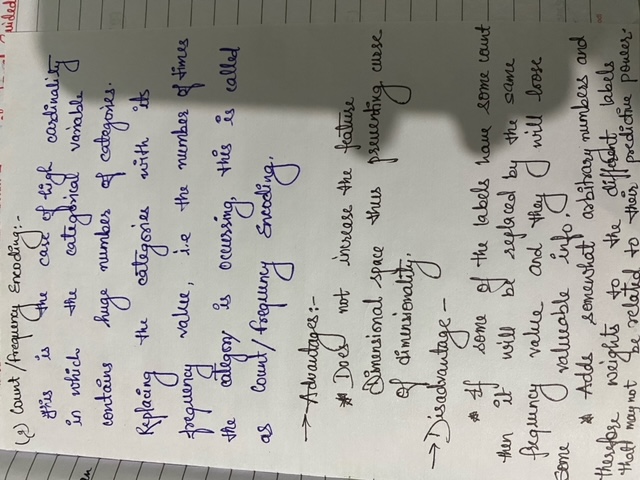 (2) Count/frequency Encoding:-
this is the case of high cardinality
in which the categorical variable
contains huge number of categories.
Replacing the categories with its
frequency value, i.e the number of times
the category is occurring, this is called
as Count/frequency Encoding.
→ Advantages:-
* Does not increase the feature
Dimensional space thus preventing curse
of dimensionality.
→ Disadvantage -
* If some of the labels have some count
then it will be replaced by the same
frequency value and they will loose
some valueable info.
* Adds somewhat arbitrary numbers and
therefore weights to the different labels
that may not be related to their predictive power.